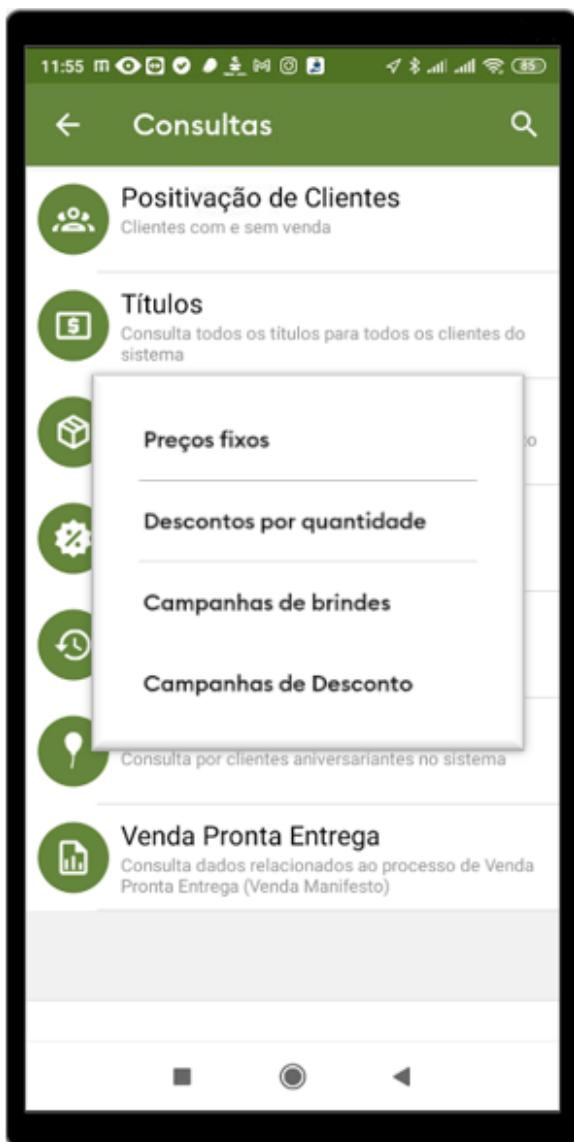 11:55
85
Consultas
Positivação de Clientes
Clientes com e sem venda
Títulos
Consulta todos os títulos para todos os clientes do
sistema
Preços fixos
Descontos por quantidade
Campanhas de brindes
Campanhas de Desconto
Consulta por clientes aniversariantes no sistema
Venda Pronta Entrega
Consulta dados relacionados ao processo de Venda
Pronta Entrega (Venda Manifesto)